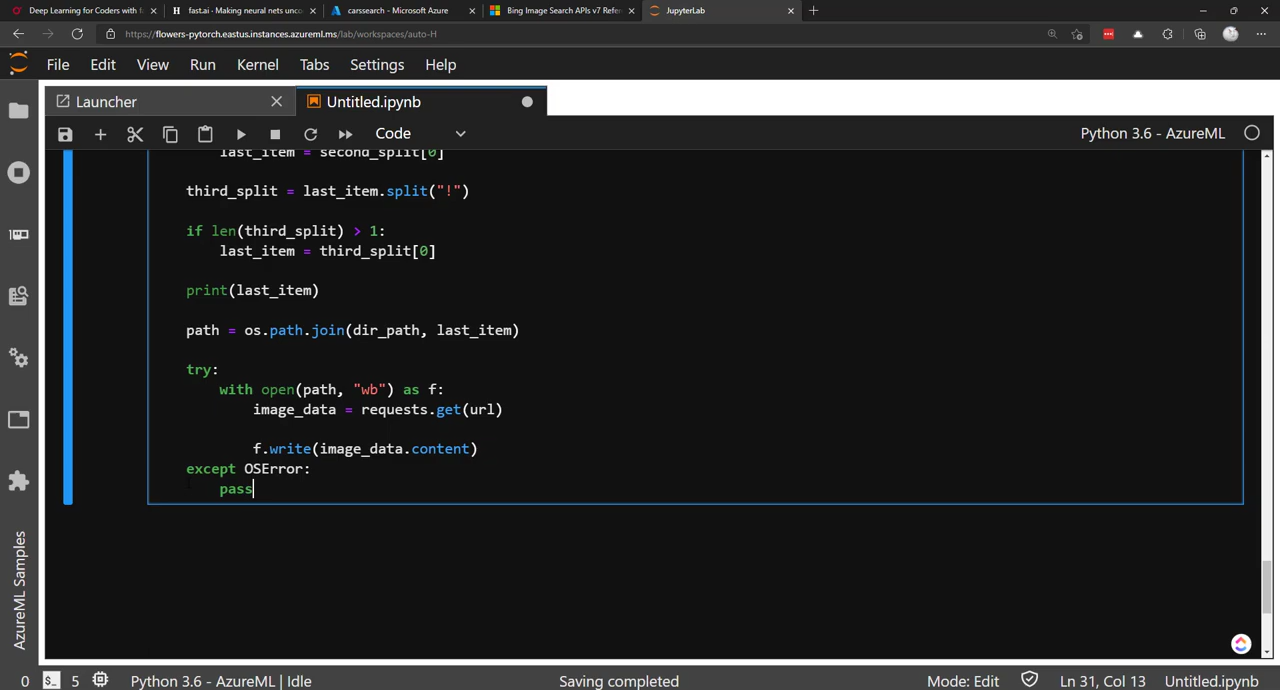 Deep Learning for Coders with fa
fast.ai · Making neural nets unco
carssearch - Microsoft Azure
Bing Image Search APIs v7 Refer
JupyterLab
https://flowers-pytorch.eastus.instances.azureml.ms/lab/workspaces/auto-H
File Edit View Run Kernel Tabs Settings Help
Launcher
Untitled.ipynb
Code
Python 3.6 - AzureML
last_item = second_split[0]
third_split = last_item.split("!")
if len(third_split) > 1:
last_item = third_split[0]
print(last_item)
path = os.path.join(dir_path, last_item)
try:
with open(path, "wb") as f:
image_data = requests.get(url)
f.write(image_data.content)
except OSError:
pass
AzureML Samples
0 $_ 5 Python 3.6 - AzureML | Idle Saving completed Mode: Edit Ln 31, Col 13 Untitled.ipynb